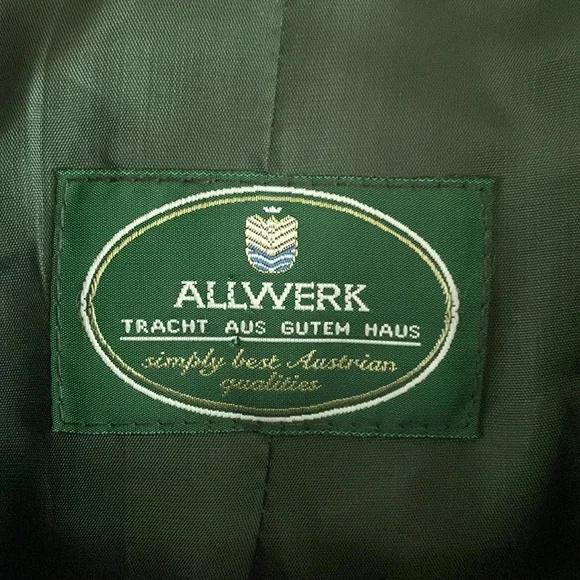 ALLWERK
TRACHT AUS GUTEM HAUS
simply best Austrian
qualities